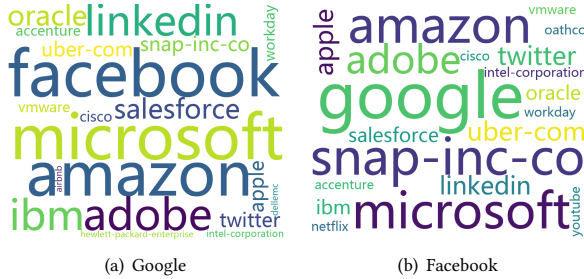 oracle linkedin
accenture
workday
uber-com snap-inc-co
facebook
vmware
cisco salesforce
microsoft
airbnb
amazon
apple
dellemc
ibm adobe twitter
hewlett-packard-enterprise intel-corporation
(a) Google
apple
amazon vmware
oathco
adobe cisco twitter
intel-corporation
google oracle
workday
salesforce uber-com
snap-inc-co
accenture linkedin
ibm microsoft
netflix
youtube
(b) Facebook